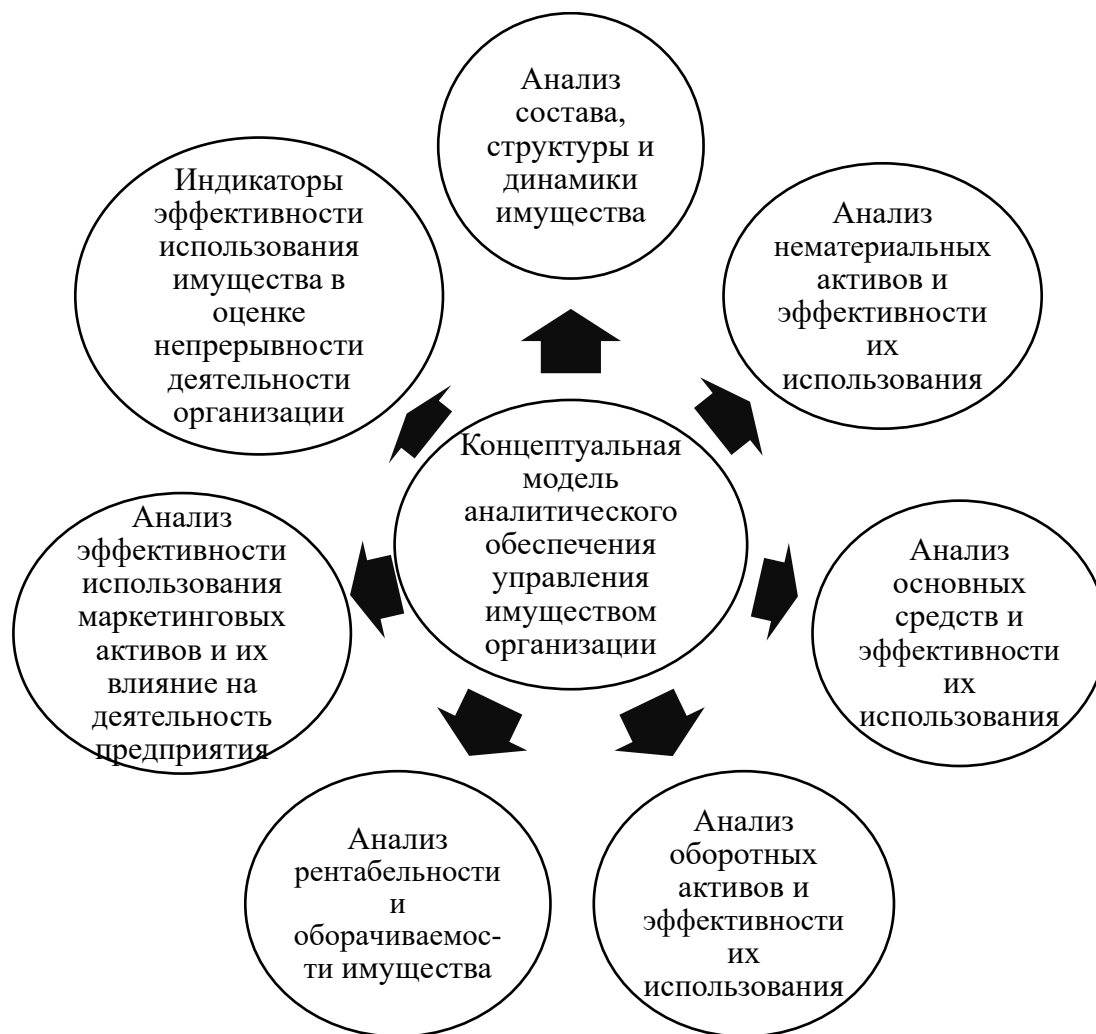 Анализ
состава,
структуры и
динамики
имущества
Индикаторы
эффективности
использования
имущества в
оценке
непрерывности
деятельности
организации
Анализ
нематериальных
активов и
эффективности
их
использования
Концептуальная
модель
аналитического
обеспечения
управления
имуществом
организации
Анализ
эффективности
использования
маркетинговых
активов и их
влияние на
деятельность
предприятия
Анализ
основных
средств и
эффективности
их
использования
Анализ
рентабельности
и
оборачиваемос-
ти имущества
Анализ
оборотных
активов и
эффективности
их
использования